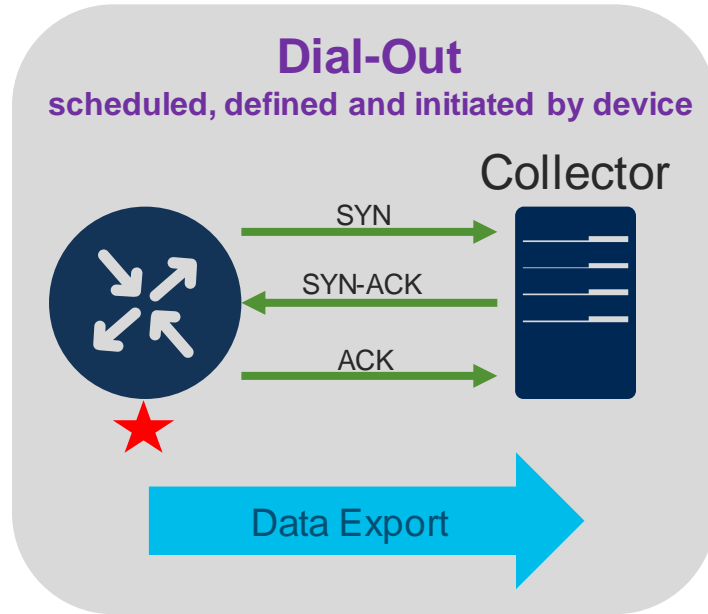 Dial-Out
scheduled, defined and initiated by device
Collector
SYN
SYN-ACK
ACK
Data Export